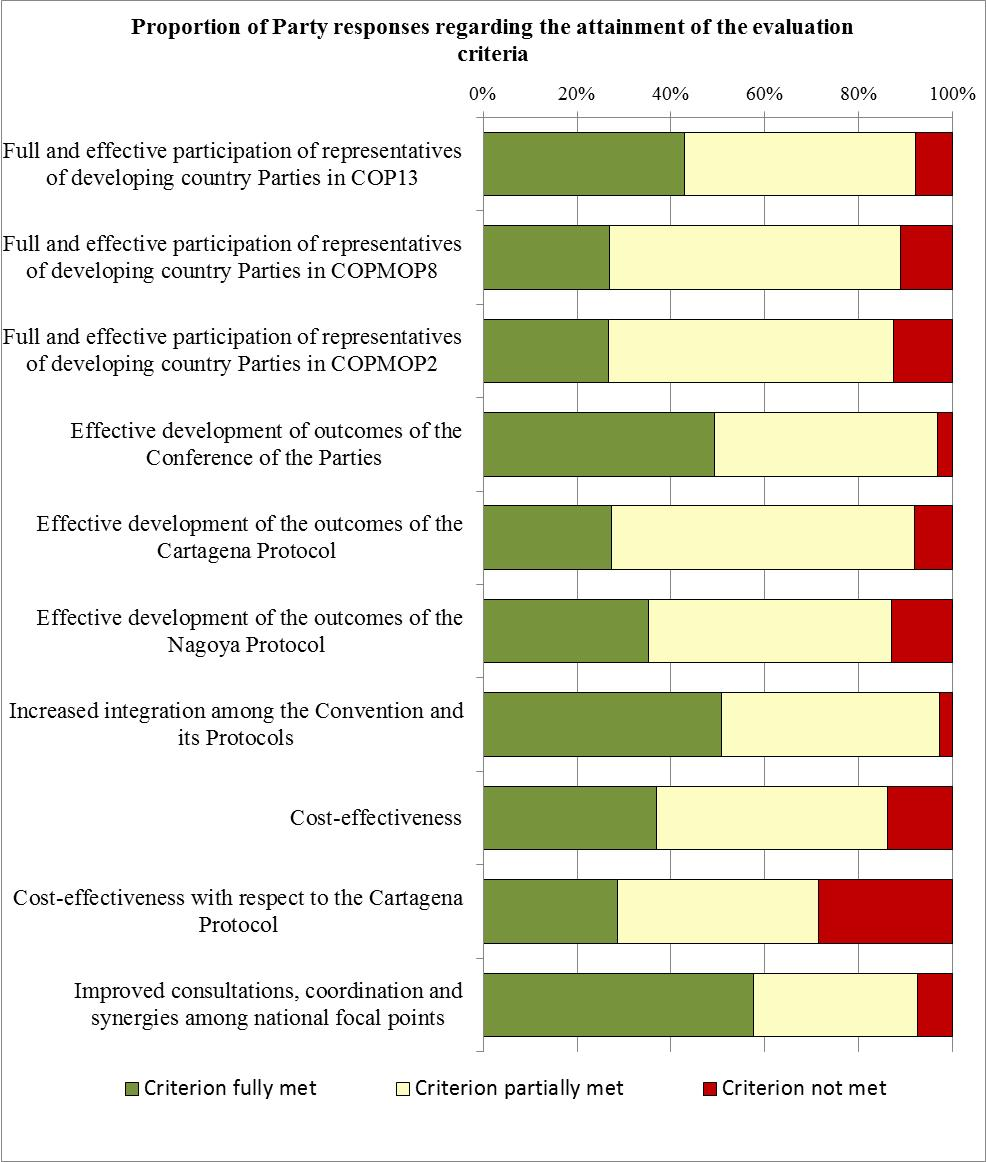 Proportion of Party responses regarding the attainment of the evaluation
criteria
0% 20% 40% 60% 80% 100%
Full and effective participation of representatives
of developing country Parties in COP13
Full and effective participation of representatives
of developing country Parties in COPMOP8
Full and effective participation of representatives
of developing country Parties in COPMOP2
Effective development of outcomes of the
Conference of the Parties
Effective development of the outcomes of the
Cartagena Protocol
Effective development of the outcomes of the
Nagoya Protocol
Increased integration among the Convention and
its Protocols
Cost-effectiveness
Cost-effectiveness with respect to the Cartagena
Protocol
Improved consultations, coordination and
synergies among national focal points
Criterion fully met Criterion partially met Criterion not met